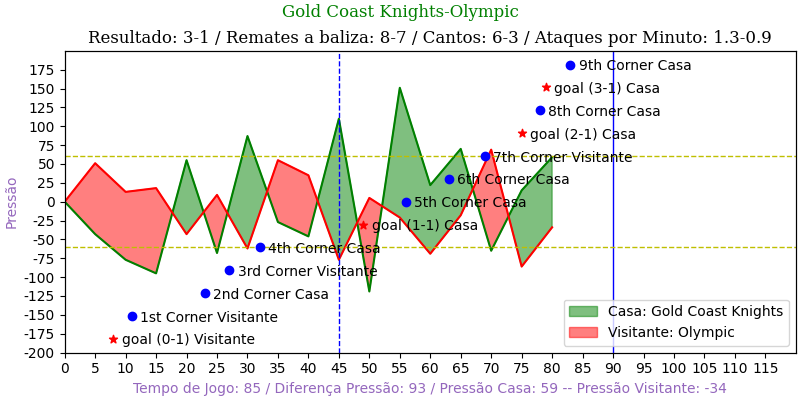 Gold Coast Knights-Olympic
Resultado: 3-1 / Remates a baliza: 8-7 / Cantos: 6-3 / Ataques por Minuto: 1.3-0.9
Pressão
175
150
125
100
75
50
25
0
-25
-50
-75
-100
-125
-150
-175
-200
9th Corner Casa
goal (3-1) Casa
8th Corner Casa
goal (2-1) Casa
7th Corner Visitante
6th Corner Casa
5th Corner Casa
goal (1-1) Casa
4th Corner Casa
3rd Corner Visitante
2nd Corner Casa
1st Corner Visitante
goal (0-1) Visitante
Casa: Gold Coast Knights
Visitante: Olympic
0 5 10 15 20 25 30 35 40 45 50 55 60 65 70 75 80 85 90 95 100 105 110 115
Tempo de Jogo: 85 / Diferença Pressão: 93 / Pressão Casa: 59 -- Pressão Visitante: -34